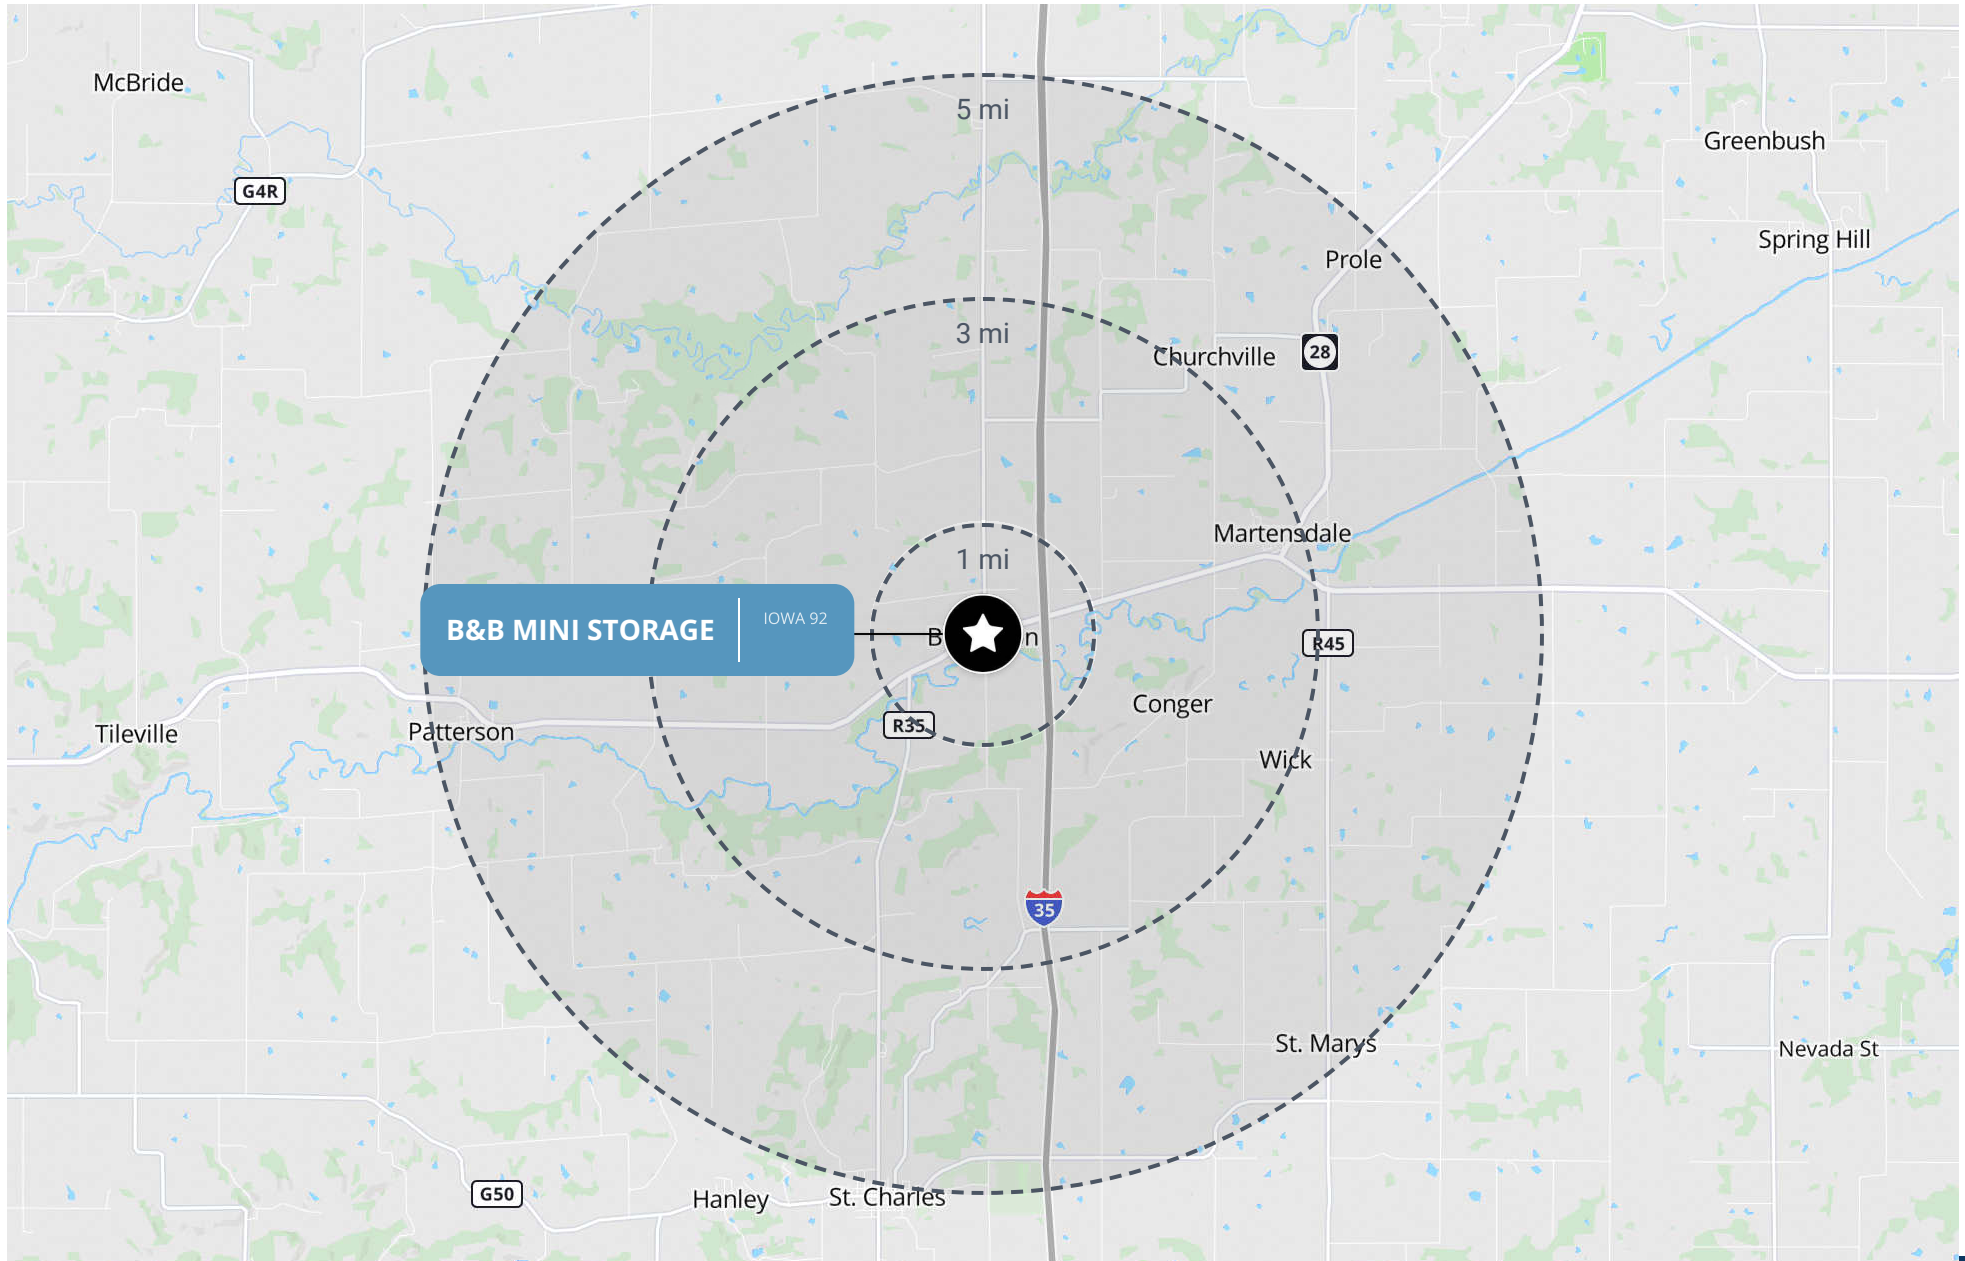 McBride
5 mi
Greenbush
G4R
Spring Hill
Prole
3 mi
Churchville
28
Martensdale
1 mi
B&B MINI STORAGE
IOWA 92
R45
Conger
R35
Patterson
Tileville
Wick
35
St. Marys
Nevada St
G50
Hanley
St. Charles